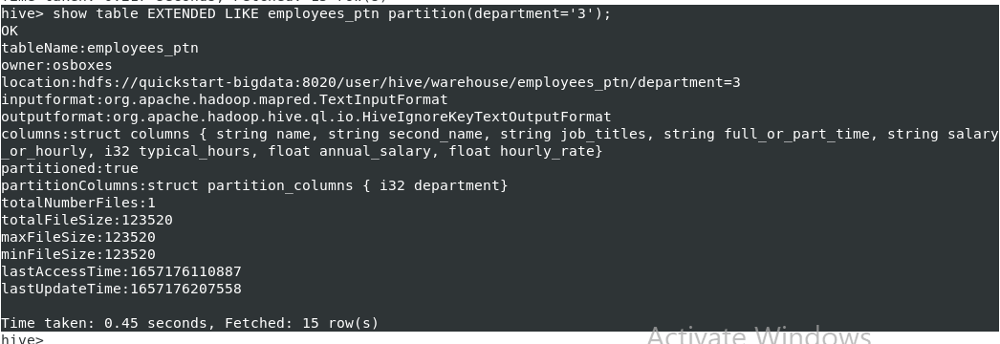 hive> show table EXTENDED LIKE employees_ptn partition(department='3');
OK
tableName:employees_ptn
owner:osboxes
location:hdfs://quickstart-bigdata:8020/user/hive/warehouse/employees_ptn/department=3
inputformat:org.apache.hadoop.mapred.TextInputFormat
outputformat:org.apache.hadoop.hive.ql.io.HiveIgnoreKeyTextOutputFormat
columns:struct columns { string name, string second_name, string job_titles, string full_or_part_time, string salary
_or_hourly, i32 typical_hours, float annual_salary, float hourly_rate}
partitioned:true
partitionColumns:struct partition_columns { i32 department}
totalNumberFiles:1
totalFileSize:123520
maxFileSize:123520
minFileSize:123520
lastAccessTime:1657176110887
lastUpdateTime:1657176207558
Time taken: 0.45 seconds, Fetched: 15 row(s)
hive>
Activate Windows